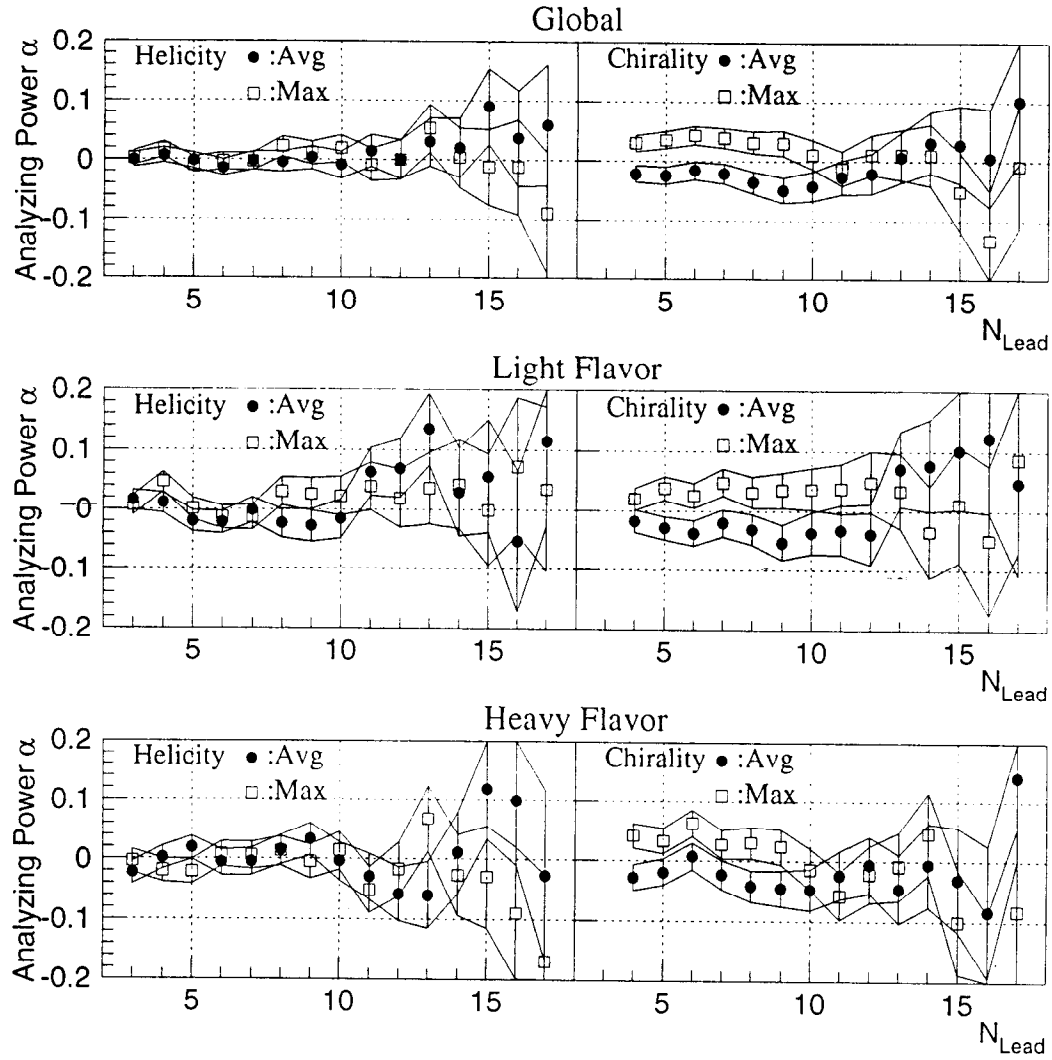 Global
Analyzing Power α
0.2
0.1
0
-0.1
-0.2
Helicity ● :Avg
□ :Max
Chirality ● :Avg
□ :Max
5 10 15 5 10 15
N_Lead
Light Flavor
Analyzing Power α
0.2
0.1
0
-0.1
-0.2
Helicity ● :Avg
□ :Max
Chirality ● :Avg
□ :Max
5 10 15 5 10 15
N_Lead
Heavy Flavor
Analyzing Power α
0.2
0.1
0
-0.1
-0.2
Helicity ● :Avg
□ :Max
Chirality ● :Avg
□ :Max
5 10 15 5 10 15
N_Lead